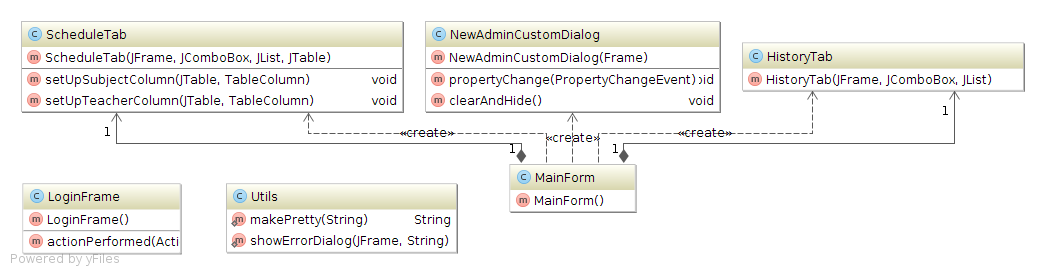 C ScheduleTab
m ScheduleTab(JFrame, JComboBox, JList, JTable)
m setUpSubjectColumn(JTable, TableColumn) void
m setUpTeacherColumn(JTable, TableColumn) void
C NewAdminCustomDialog
m NewAdminCustomDialog(Frame)
m propertyChange(PropertyChangeEvent) oid
m clearAndHide() void
C HistoryTab
m HistoryTab(JFrame, JComboBox, JList)
1
1
«create»
«create»
«create»
1
1
C MainForm
m MainForm()
C LoginFrame
m LoginFrame()
m actionPerformed(Acti
C Utils
m makePretty(String) String
m showErrorDialog(JFrame, String)
Powered by yFiles